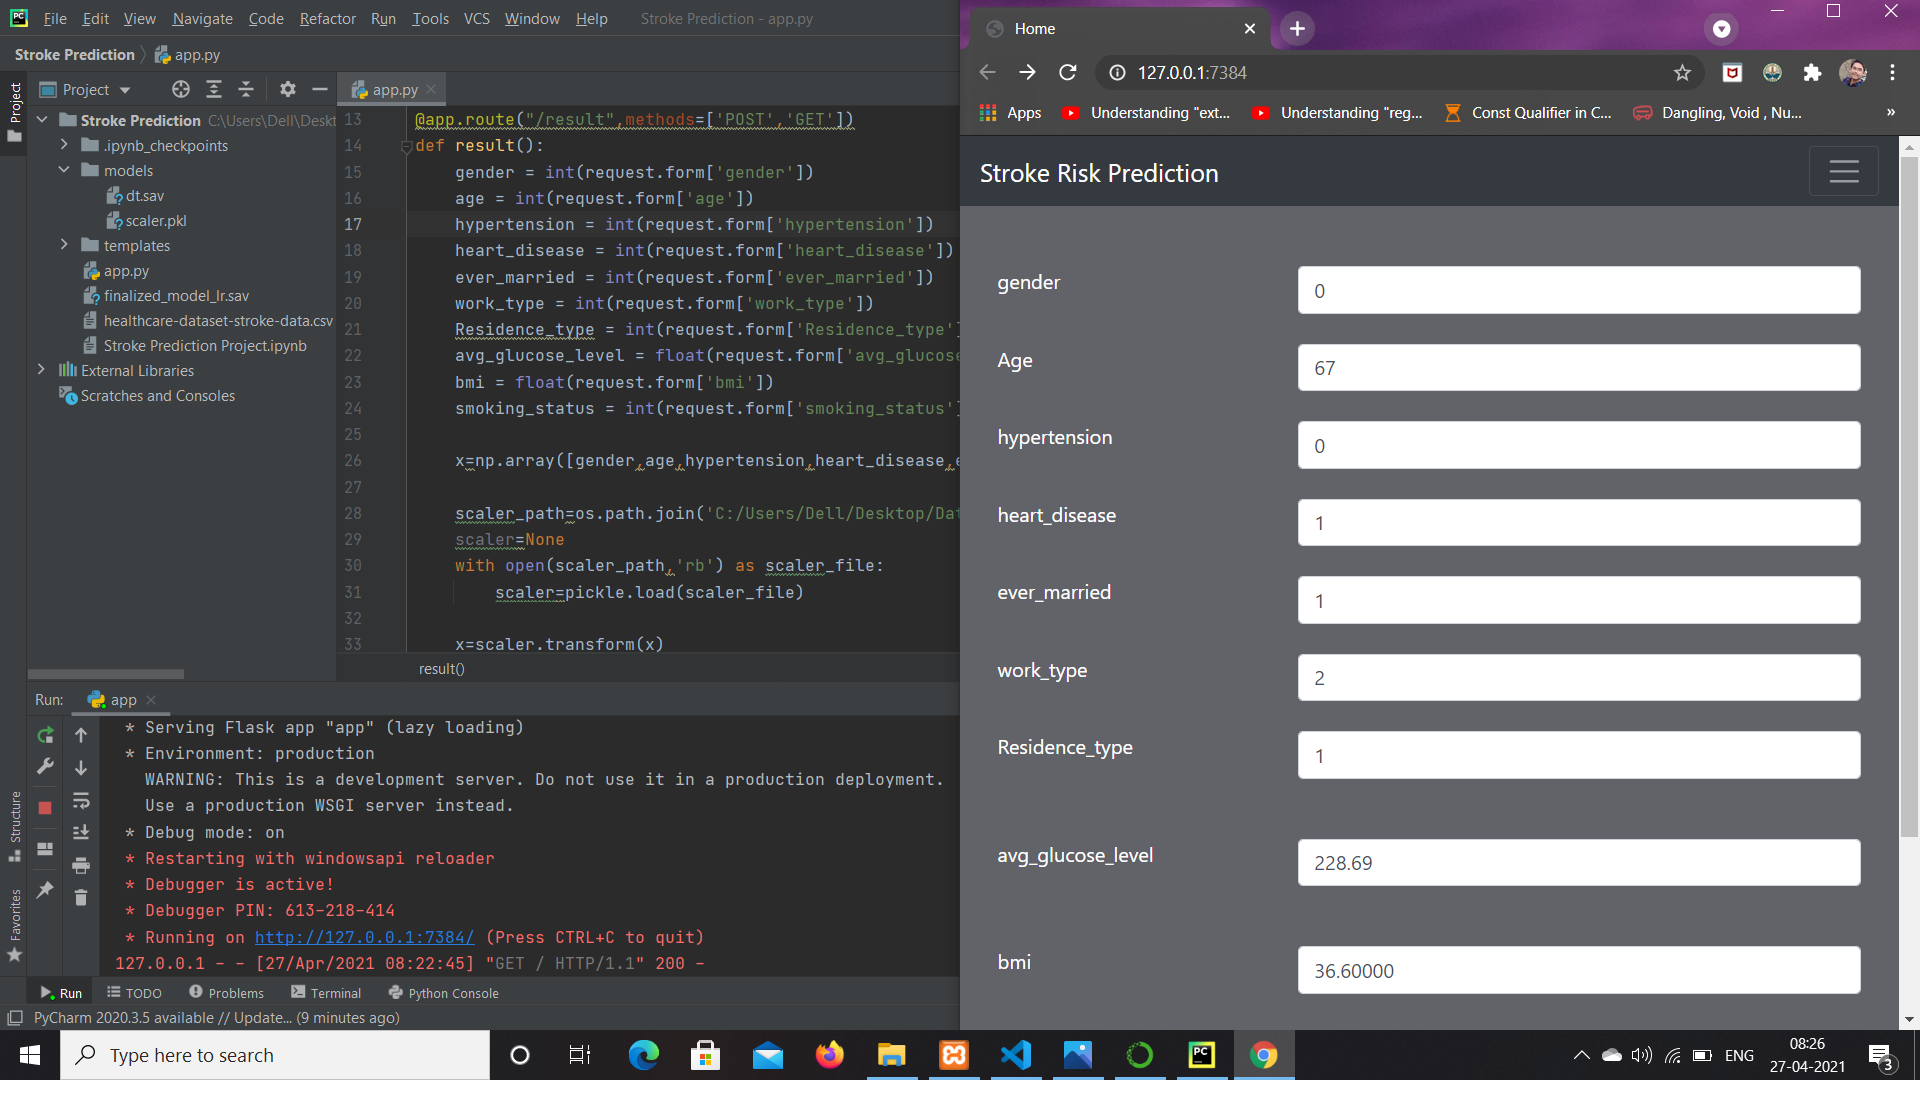 File Edit View Navigate Code Refactor Run Tools VCS Window Help Stroke Prediction - app.py
Stroke Prediction app.py
Project
Project
app.py
Stroke Prediction C:\Users\Dell\Deskt
.ipynb_checkpoints
models
dt.sav
scaler.pkl
templates
app.py
finalized_model_lr.sav
healthcare-dataset-stroke-data.csv
Stroke Prediction Project.ipynb
External Libraries
Scratches and Consoles
13 @app.route("/result",methods=['POST','GET'])
14 def result():
15 gender = int(request.form['gender'])
16 age = int(request.form['age'])
17 hypertension = int(request.form['hypertension'])
18 heart_disease = int(request.form['heart_disease'])
19 ever_married = int(request.form['ever_married'])
20 work_type = int(request.form['work_type'])
21 Residence_type = int(request.form['Residence_type']
22 avg_glucose_level = float(request.form['avg_glucose
23 bmi = float(request.form['bmi'])
24 smoking_status = int(request.form['smoking_status']
25
26 x=np.array([gender,age,hypertension,heart_disease,e
27
28 scaler_path=os.path.join('C:/Users/Dell/Desktop/Dat
29 scaler=None
30 with open(scaler_path,'rb') as scaler_file:
31 scaler=pickle.load(scaler_file)
32
33 x=scaler.transform(x)
result()
Run: app
* Serving Flask app "app" (lazy loading)
* Environment: production
WARNING: This is a development server. Do not use it in a production deployment.
Use a production WSGI server instead.
* Debug mode: on
* Restarting with windowsapi reloader
* Debugger is active!
* Debugger PIN: 613-218-414
* Running on http://127.0.0.1:7384/ (Press CTRL+C to quit)
127.0.0.1 - - [27/Apr/2021 08:22:45] "GET / HTTP/1.1" 200 -
Structure
Favorites
Run TODO Problems Terminal Python Console
PyCharm 2020.3.5 available // Update... (9 minutes ago)
Home
127.0.0.1:7384
Apps Understanding "ext... Understanding "reg... Const Qualifier in C... Dangling, Void , Nu... »
Stroke Risk Prediction
gender 0
Age 67
hypertension 0
heart_disease 1
ever_married 1
work_type 2
Residence_type 1
avg_glucose_level 228.69
bmi 36.60000
Type here to search
PC
ENG
08:26
27-04-2021
3